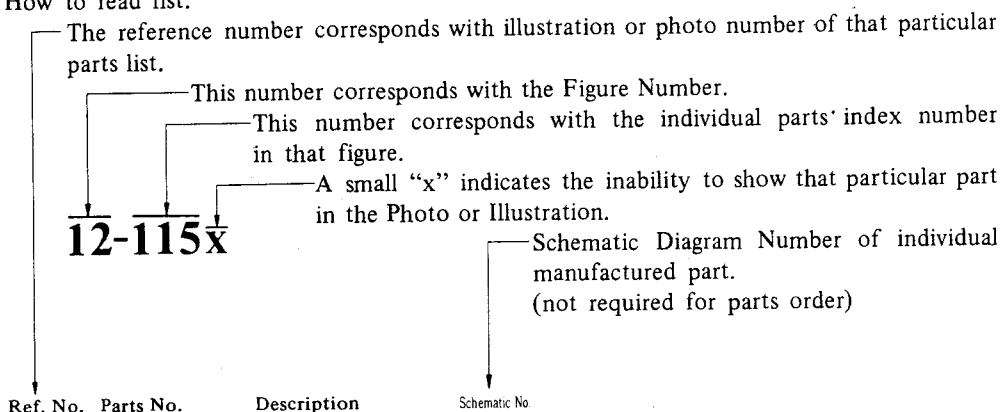 How to read list.
The reference number corresponds with illustration or photo number of that particular
parts list.
This number corresponds with the Figure Number.
This number corresponds with the individual parts' index number
in that figure.
A small “x” indicates the inability to show that particular part
in the Photo or Illustration.
12-115x
Schematic Diagram Number of individual
manufactured part.
(not required for parts order)
Ref. No. Parts No. Description Schematic No.